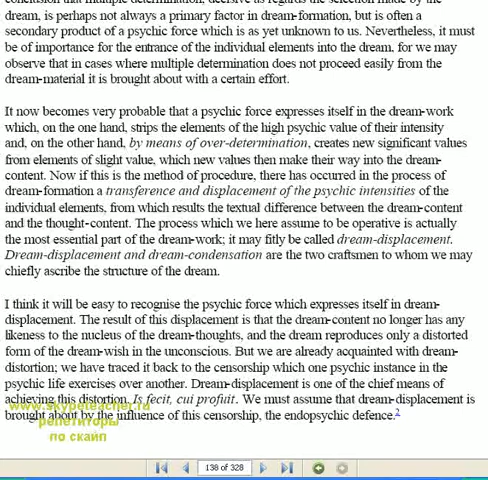 conclusion that multiple determination, decisive as regards the selection made by the
dream, is perhaps not always a primary factor in dream-formation, but is often a
secondary product of a psychic force which is as yet unknown to us. Nevertheless, it must
be of importance for the entrance of the individual elements into the dream, for we may
observe that in cases where multiple determination does not proceed easily from the
dream-material it is brought about with a certain effort.
It now becomes very probable that a psychic force expresses itself in the dream-work
which, on the one hand, strips the elements of the high psychic value of their intensity
and, on the other hand, by means of over-determination, creates new significant values
from elements of slight value, which new values then make their way into the dream-
content. Now if this is the method of procedure, there has occurred in the process of
dream-formation a transference and displacement of the psychic intensities of the
individual elements, from which results the textual difference between the dream-content
and the thought-content. The process which we here assume to be operative is actually
the most essential part of the dream-work; it may fitly be called dream-displacement.
Dream-displacement and dream-condensation are the two craftsmen to whom we may
chiefly ascribe the structure of the dream.
I think it will be easy to recognise the psychic force which expresses itself in dream-
displacement. The result of this displacement is that the dream-content no longer has any
likeness to the nucleus of the dream-thoughts, and the dream reproduces only a distorted
form of the dream-wish in the unconscious. But we are already acquainted with dream-
distortion; we have traced it back to the censorship which one psychic instance in the
psychic life exercises over another. Dream-displacement is one of the chief means of
achieving this distortion. Is fecit, cui profuit. We must assume that dream-displacement is
brought about by the influence of this censorship, the endopsychic defence.2
www.skypeteacher.ru
репетиторы
по скайп
138 of 328